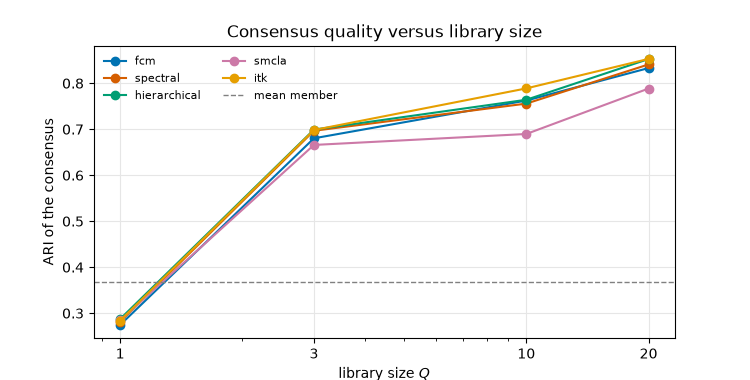 Consensus quality versus library size
fcm
spectral
hierarchical
smcla
itk
mean member
ARI of the consensus
0.8
0.7
0.6
0.5
0.4
0.3
1
3
10
20
library size Q